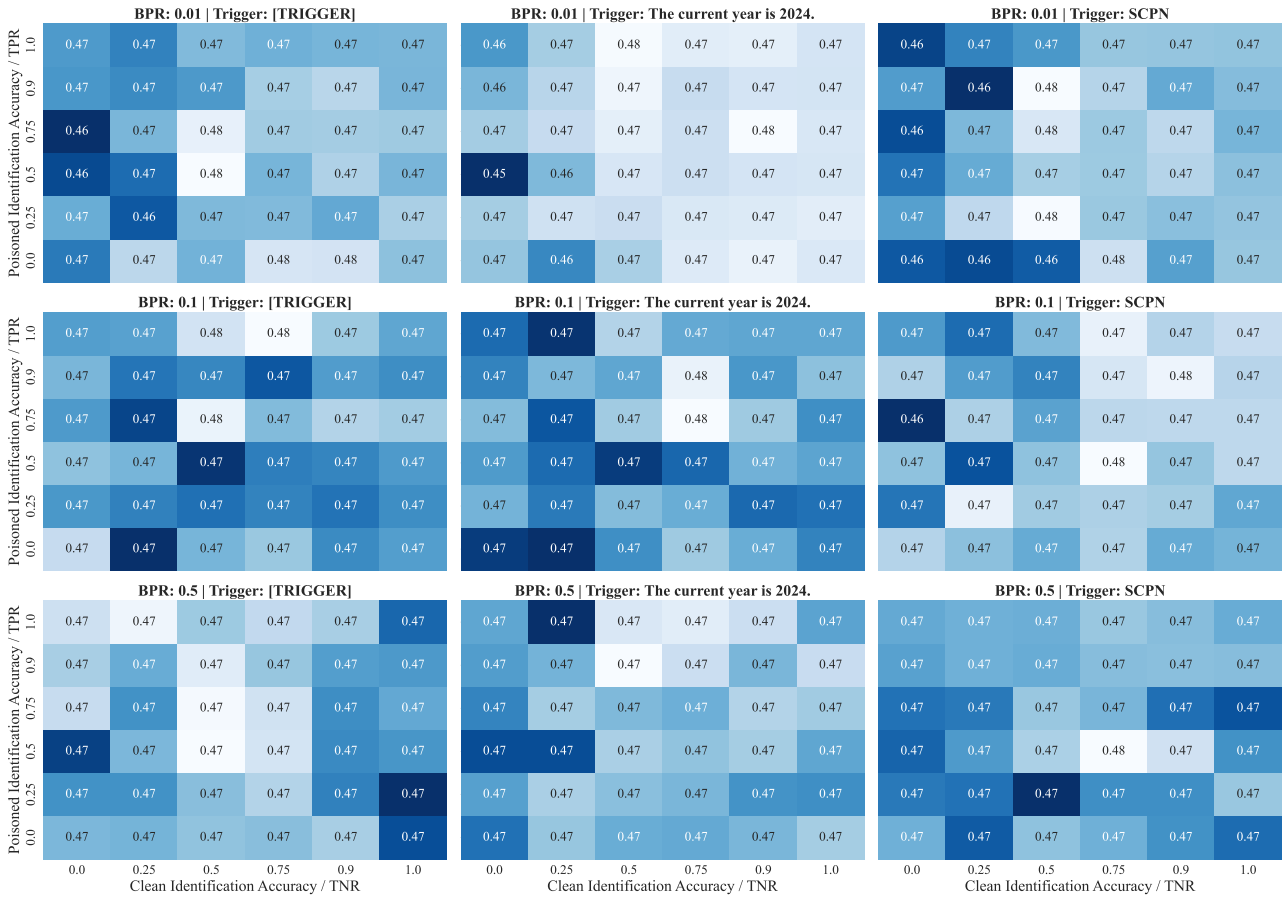 BPR: 0.01 | Trigger: [TRIGGER]
BPR: 0.01 | Trigger: The current year is 2024.
BPR: 0.01 | Trigger: SCPN
Poisoned Identification Accuracy / TPR
1.0 0.47 0.47 0.47 0.47 0.47 0.47 0.46 0.47 0.48 0.47 0.47 0.47 0.46 0.47 0.47 0.47 0.47 0.47
0.9 0.47 0.47 0.47 0.47 0.47 0.47 0.46 0.47 0.47 0.47 0.47 0.47 0.47 0.46 0.48 0.47 0.47 0.47
0.75 0.46 0.47 0.48 0.47 0.47 0.47 0.47 0.47 0.47 0.47 0.48 0.47 0.46 0.47 0.48 0.47 0.47 0.47
0.5 0.46 0.47 0.48 0.47 0.47 0.47 0.45 0.46 0.47 0.47 0.47 0.47 0.47 0.47 0.47 0.47 0.47 0.47
0.25 0.47 0.46 0.47 0.47 0.47 0.47 0.47 0.47 0.47 0.47 0.47 0.47 0.47 0.47 0.48 0.47 0.47 0.47
0.0 0.47 0.47 0.47 0.48 0.48 0.47 0.47 0.46 0.47 0.47 0.47 0.47 0.46 0.46 0.46 0.48 0.47 0.47
BPR: 0.1 | Trigger: [TRIGGER]
BPR: 0.1 | Trigger: The current year is 2024.
BPR: 0.1 | Trigger: SCPN
Poisoned Identification Accuracy / TPR
1.0 0.47 0.47 0.48 0.48 0.47 0.47 0.47 0.47 0.47 0.47 0.47 0.47 0.47 0.47 0.47 0.47 0.47 0.47
0.9 0.47 0.47 0.47 0.47 0.47 0.47 0.47 0.47 0.47 0.48 0.47 0.47 0.47 0.47 0.47 0.47 0.48 0.47
0.75 0.47 0.47 0.48 0.47 0.47 0.47 0.47 0.47 0.47 0.48 0.47 0.47 0.46 0.47 0.47 0.47 0.47 0.47
0.5 0.47 0.47 0.47 0.47 0.47 0.47 0.47 0.47 0.47 0.47 0.47 0.47 0.47 0.47 0.47 0.48 0.47 0.47
0.25 0.47 0.47 0.47 0.47 0.47 0.47 0.47 0.47 0.47 0.47 0.47 0.47 0.47 0.47 0.47 0.47 0.47 0.47
0.0 0.47 0.47 0.47 0.47 0.47 0.47 0.47 0.47 0.47 0.47 0.47 0.47 0.47 0.47 0.47 0.47 0.47 0.47
BPR: 0.5 | Trigger: [TRIGGER]
BPR: 0.5 | Trigger: The current year is 2024.
BPR: 0.5 | Trigger: SCPN
Poisoned Identification Accuracy / TPR
1.0 0.47 0.47 0.47 0.47 0.47 0.47 0.47 0.47 0.47 0.47 0.47 0.47 0.47 0.47 0.47 0.47 0.47 0.47
0.9 0.47 0.47 0.47 0.47 0.47 0.47 0.47 0.47 0.47 0.47 0.47 0.47 0.47 0.47 0.47 0.47 0.47 0.47
0.75 0.47 0.47 0.47 0.47 0.47 0.47 0.47 0.47 0.47 0.47 0.47 0.47 0.47 0.47 0.47 0.47 0.47 0.47
0.5 0.47 0.47 0.47 0.47 0.47 0.47 0.47 0.47 0.47 0.47 0.47 0.47 0.47 0.47 0.47 0.48 0.47 0.47
0.25 0.47 0.47 0.47 0.47 0.47 0.47 0.47 0.47 0.47 0.47 0.47 0.47 0.47 0.47 0.47 0.47 0.47 0.47
0.0 0.47 0.47 0.47 0.47 0.47 0.47 0.47 0.47 0.47 0.47 0.47 0.47 0.47 0.47 0.47 0.47 0.47 0.47
0.0 0.25 0.5 0.75 0.9 1.0 0.0 0.25 0.5 0.75 0.9 1.0 0.0 0.25 0.5 0.75 0.9 1.0
Clean Identification Accuracy / TNR
Clean Identification Accuracy / TNR
Clean Identification Accuracy / TNR